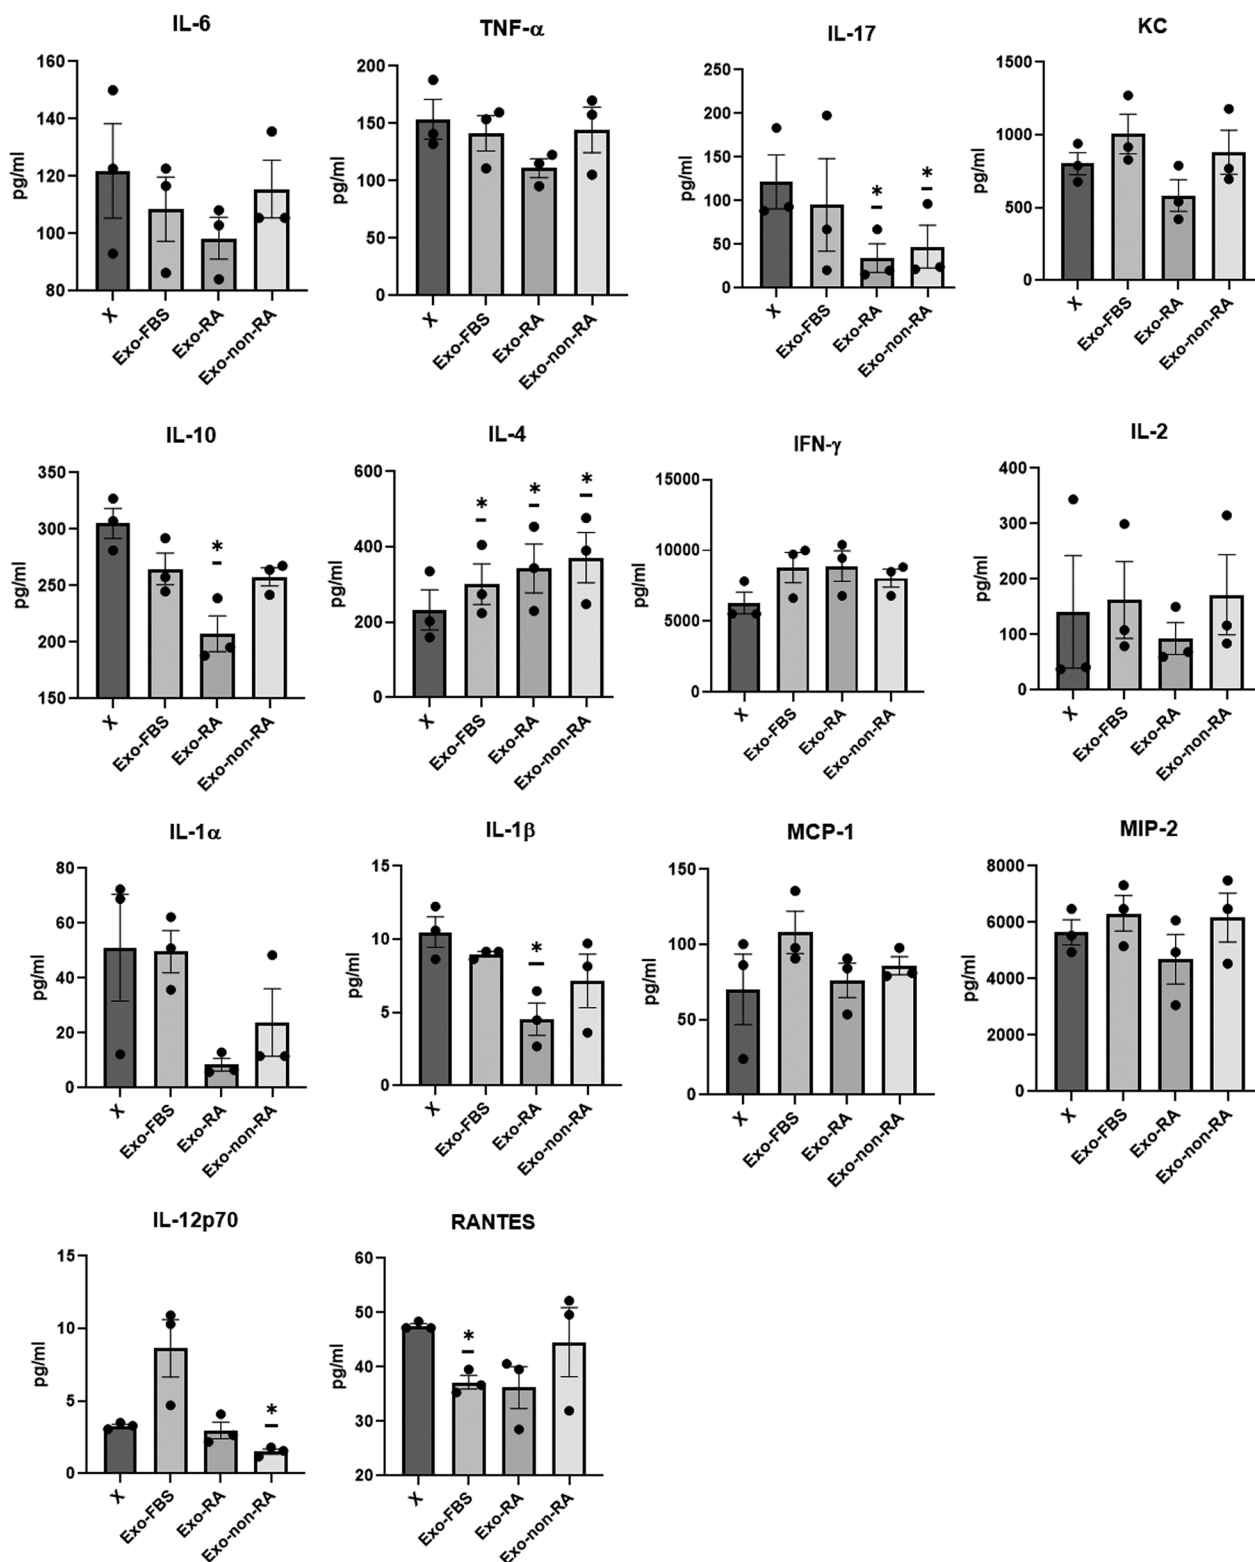 IL-6
pg/ml
160
140
120
100
80
X
Exo-FBS
Exo-RA
Exo-non-RA
TNF-α
pg/ml
200
150
100
50
0
X
Exo-FBS
Exo-RA
Exo-non-RA
IL-17
pg/ml
250
200
150
100
50
0
*
*
X
Exo-FBS
Exo-RA
Exo-non-RA
KC
pg/ml
1500
1000
500
0
X
Exo-FBS
Exo-RA
Exo-non-RA
IL-10
pg/ml
350
300
250
200
150
*
X
Exo-FBS
Exo-RA
Exo-non-RA
IL-4
pg/ml
600
400
200
0
*
*
*
X
Exo-FBS
Exo-RA
Exo-non-RA
IFN-γ
pg/ml
15000
10000
5000
0
X
Exo-FBS
Exo-RA
Exo-non-RA
IL-2
pg/ml
400
300
200
100
0
X
Exo-FBS
Exo-RA
Exo-non-RA
IL-1α
pg/ml
80
60
40
20
0
X
Exo-FBS
Exo-RA
Exo-non-RA
IL-1β
pg/ml
15
10
5
0
*
X
Exo-FBS
Exo-RA
Exo-non-RA
MCP-1
pg/ml
150
100
50
0
X
Exo-FBS
Exo-RA
Exo-non-RA
MIP-2
pg/ml
8000
6000
4000
2000
0
X
Exo-FBS
Exo-RA
Exo-non-RA
IL-12p70
pg/ml
15
10
5
0
*
X
Exo-FBS
Exo-RA
Exo-non-RA
RANTES
pg/ml
60
50
40
30
20
*
X
Exo-FBS
Exo-RA
Exo-non-RA